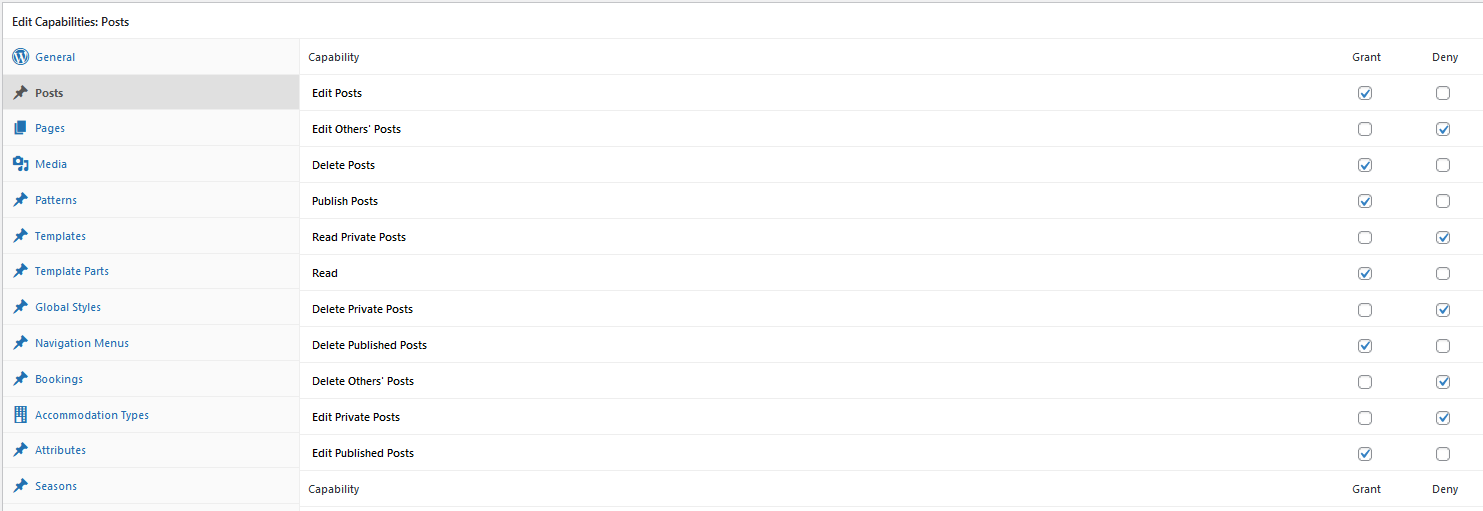 Edit Capabilities: Posts
General
Posts
Pages
Media
Patterns
Templates
Template Parts
Global Styles
Navigation Menus
Bookings
Accommodation Types
Attributes
Seasons
Capability Grant Deny
Edit Posts
Edit Others' Posts
Delete Posts
Publish Posts
Read Private Posts
Read
Delete Private Posts
Delete Published Posts
Delete Others' Posts
Edit Private Posts
Edit Published Posts
Capability Grant Deny